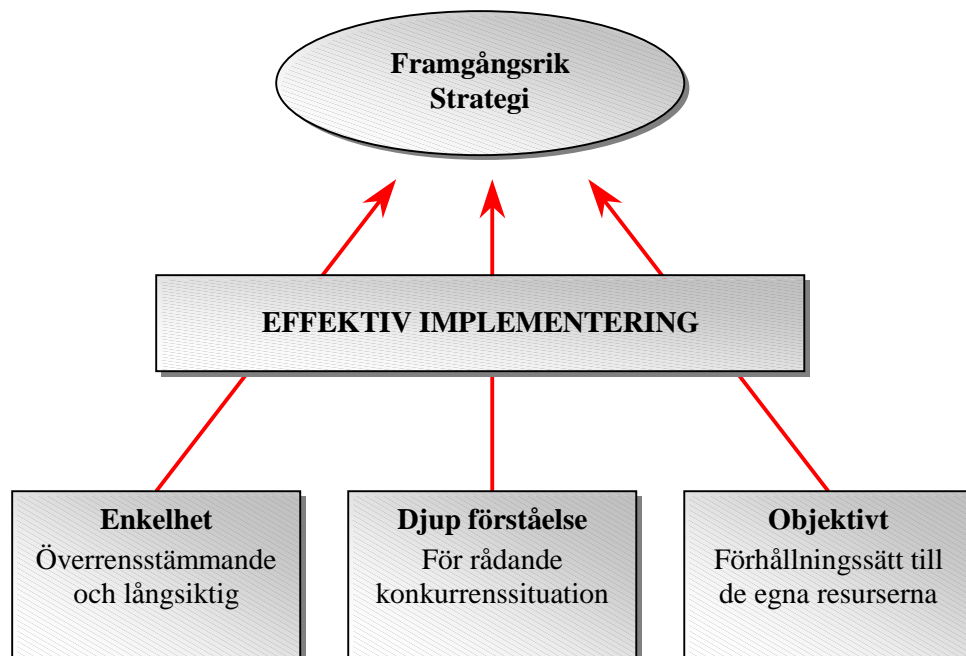 Framgångsrik
Strategi
EFFEKTIV IMPLEMENTERING
Enkelhet
Överrensstämmande
och långsiktig
Djup förståelse
För rådande
konkurrenssituation
Objektivt
Förhållningssätt till
de egna resurserna